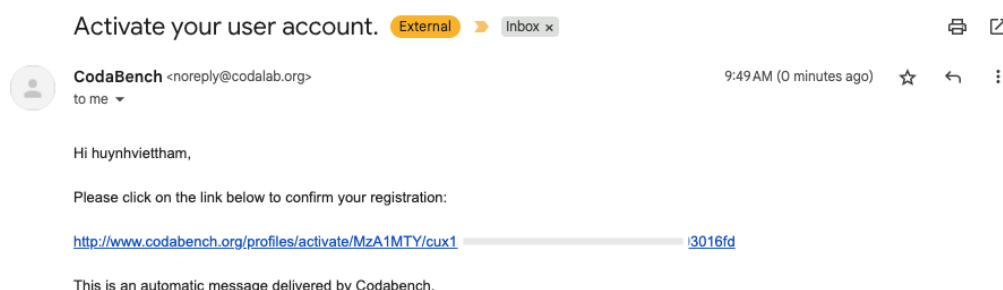 Activate your user account. External Inbox ×
CodaBench <noreply@codalab.org> 9:49 AM (0 minutes ago)
to me
Hi huynhviettham,
Please click on the link below to confirm your registration:
http://www.codabench.org/profiles/activate/MzA1MTY/cux1 3016fd
This is an automatic message delivered by Codabench.